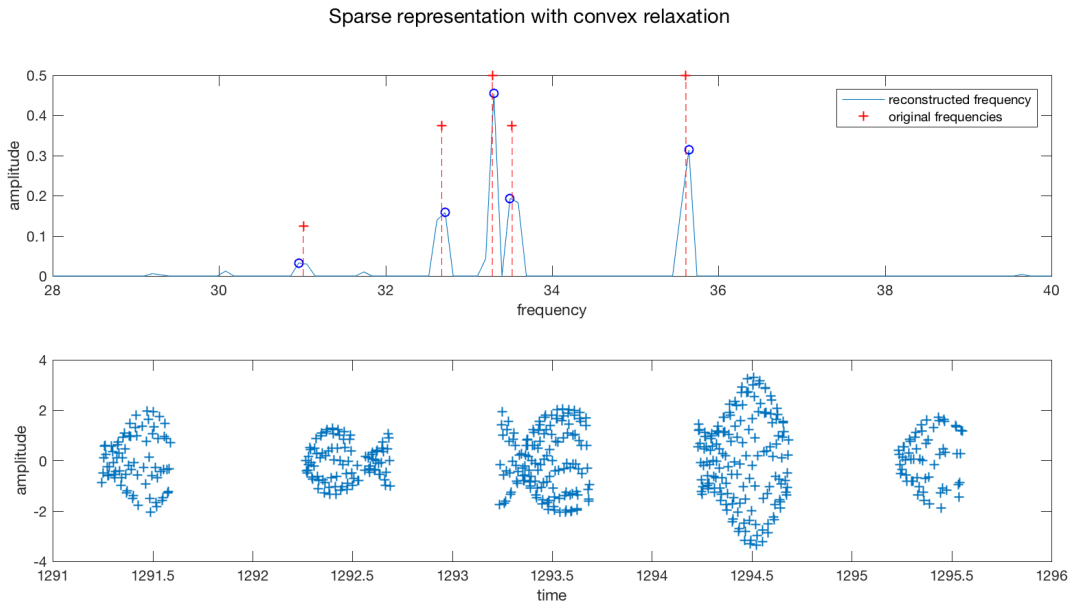 Sparse representation with convex relaxation
0.5
0.4
0.3
0.2
0.1
0
amplitude
reconstructed frequency
original frequencies
28 30 32 34 36 38 40
frequency
4
2
0
-2
-4
amplitude
1291 1291.5 1292 1292.5 1293 1293.5 1294 1294.5 1295 1295.5 1296
time